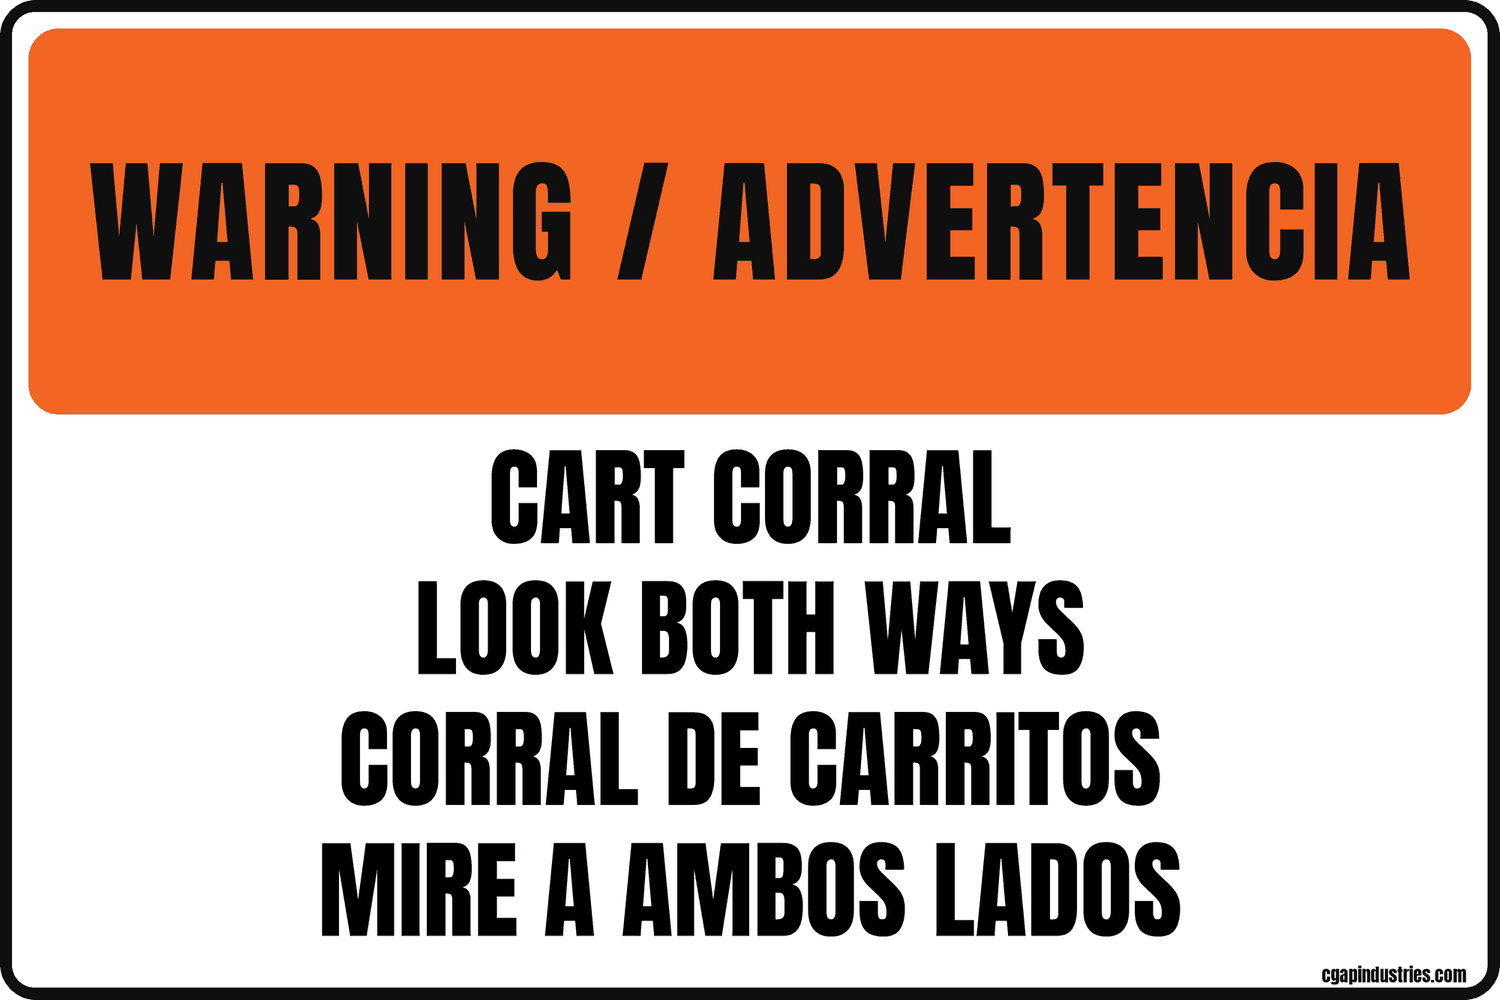 WARNING / ADVERTENCIA
CART CORRAL
LOOK BOTH WAYS
CORRAL DE CARRITOS
MIRE A AMBOS LADOS
cgapindustries.com